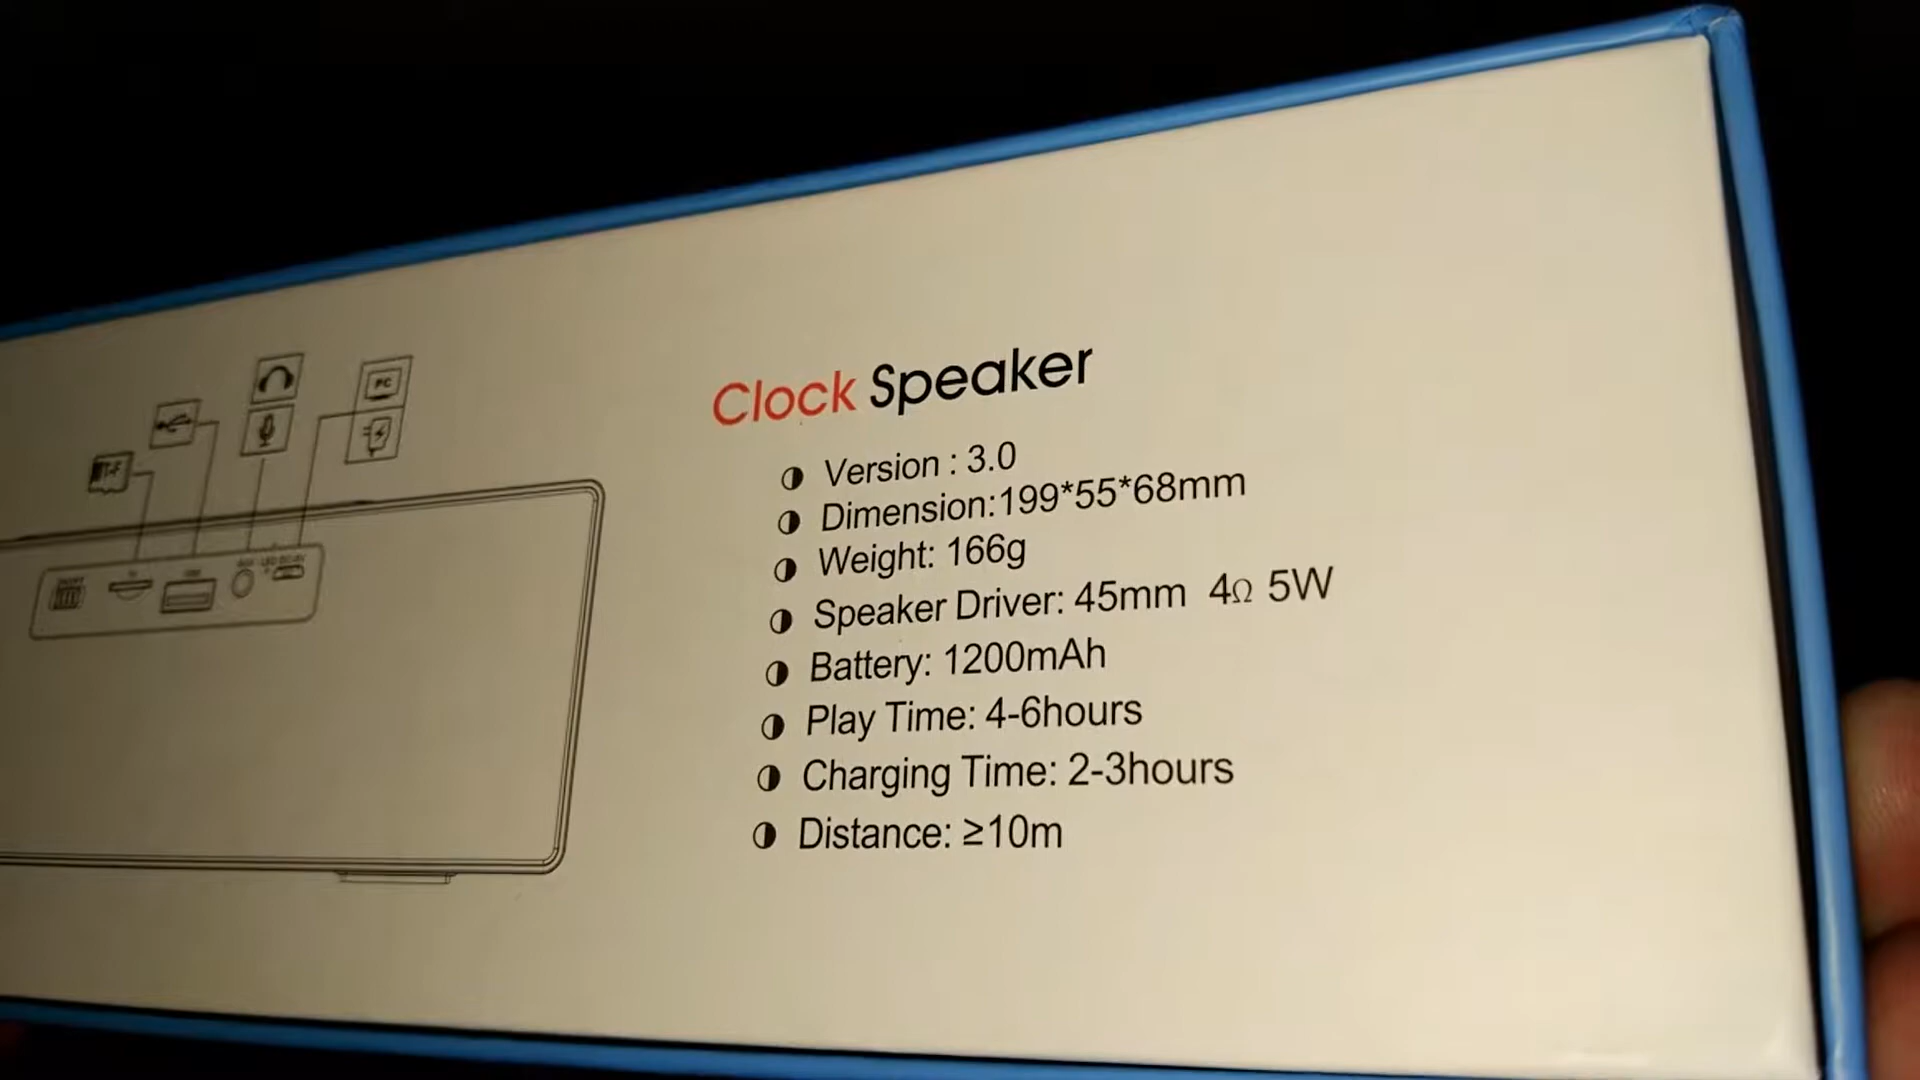 PC
T-F
Clock Speaker
Version : 3.0
Dimension:199*55*68mm
Weight: 166g
Speaker Driver: 45mm 4Ω 5W
Battery: 1200mAh
Play Time: 4-6hours
Charging Time: 2-3hours
Distance: ≥10m